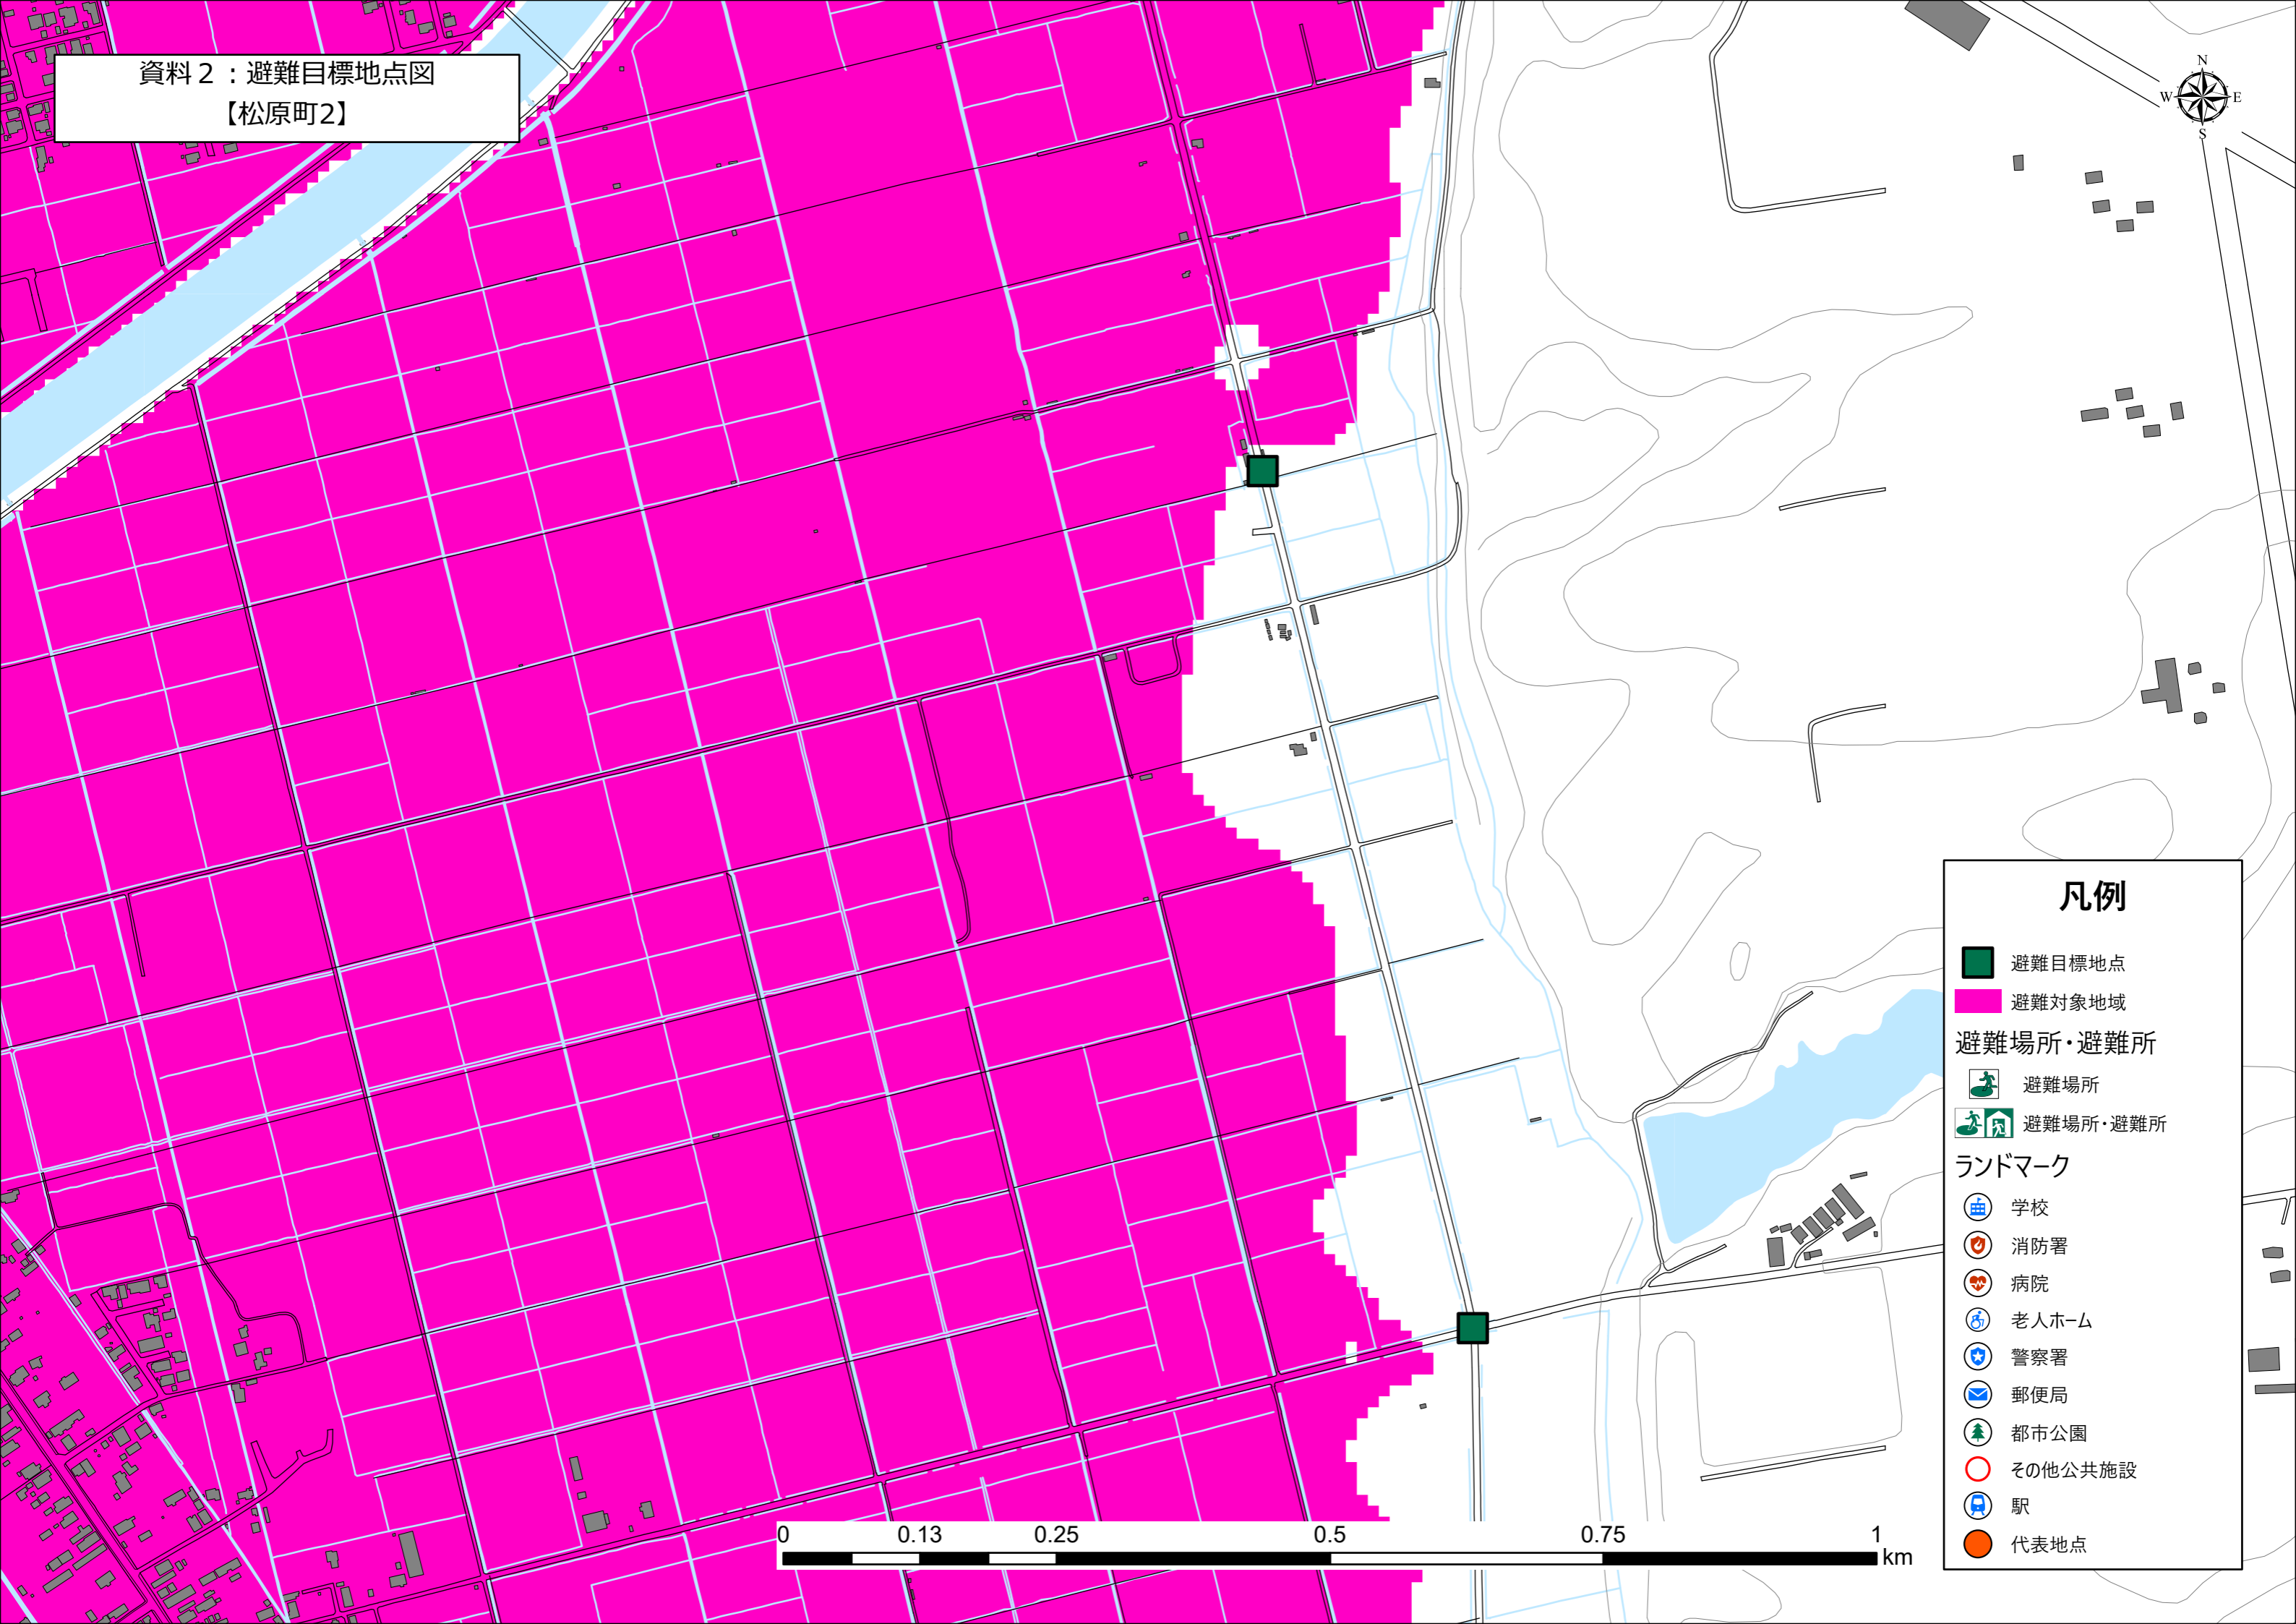 資料２：避難目標地点図
【松原町2】
N
W E
S
凡例
避難目標地点
避難対象地域
避難場所・避難所
避難場所
避難場所・避難所
ランドマーク
学校
消防署
病院
老人ホーム
警察署
郵便局
都市公園
その他公共施設
駅
代表地点
0 0.13 0.25 0.5 0.75 1
km